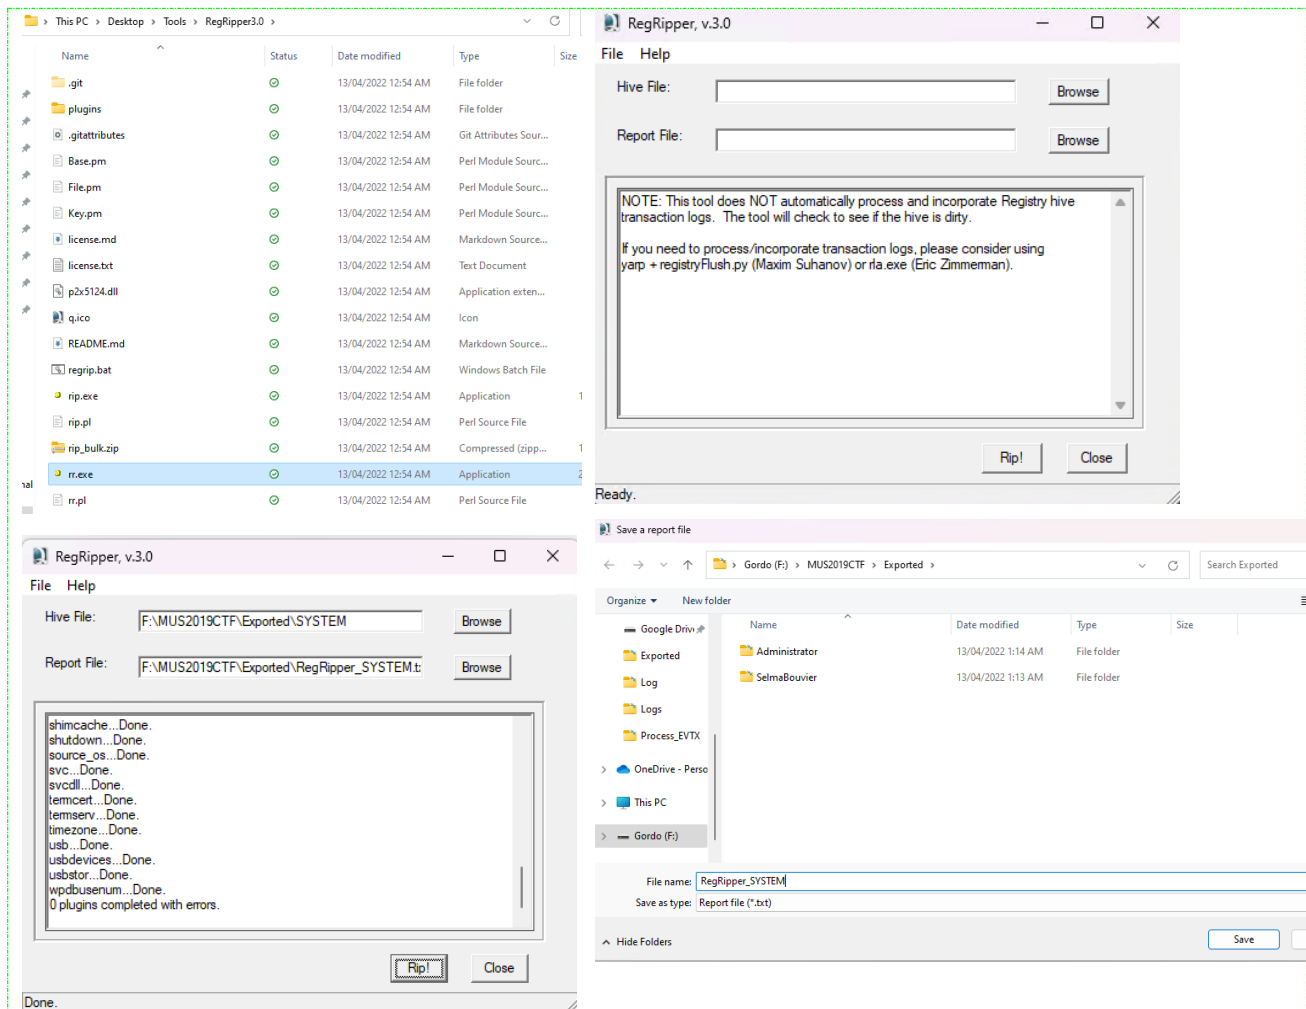 This PC > Desktop > Tools > RegRipper3.0 >
Name Status Date modified Type Size
.git 13/04/2022 12:54 AM File folder
plugins 13/04/2022 12:54 AM File folder
.gitattributes 13/04/2022 12:54 AM Git Attributes Sour...
Base.pm 13/04/2022 12:54 AM Perl Module Sourc...
File.pm 13/04/2022 12:54 AM Perl Module Sourc...
Key.pm 13/04/2022 12:54 AM Perl Module Sourc...
license.md 13/04/2022 12:54 AM Markdown Source...
license.txt 13/04/2022 12:54 AM Text Document
p2x5124.dll 13/04/2022 12:54 AM Application exten...
q.ico 13/04/2022 12:54 AM Icon
README.md 13/04/2022 12:54 AM Markdown Source...
regrip.bat 13/04/2022 12:54 AM Windows Batch File
rip.exe 13/04/2022 12:54 AM Application 1
rip.pl 13/04/2022 12:54 AM Perl Source File
rip_bulk.zip 13/04/2022 12:54 AM Compressed (zipp... 1
rr.exe 13/04/2022 12:54 AM Application 2
nal
rr.pl 13/04/2022 12:54 AM Perl Source File
RegRipper, v.3.0
File Help
Hive File: Browse
Report File: Browse
NOTE: This tool does NOT automatically process and incorporate Registry hive
transaction logs. The tool will check to see if the hive is dirty.
If you need to process/incorporate transaction logs, please consider using
yarp + registryFlush.py (Maxim Suhanov) or rla.exe (Eric Zimmerman).
Rip! Close
Ready.
RegRipper, v.3.0
File Help
Hive File: F:\MUS2019CTF\Exported\SYSTEM Browse
Report File: F:\MUS2019CTF\Exported\RegRipper_SYSTEM.t Browse
shimcache...Done.
shutdown...Done.
source_os...Done.
svc...Done.
svcdll...Done.
termcert...Done.
termserv...Done.
timezone...Done.
usb...Done.
usbdevices...Done.
usbstor...Done.
wpdbusenum...Done.
0 plugins completed with errors.
Rip! Close
Done.
Save a report file
> Gordo (F:) > MUS2019CTF > Exported > Search Exported
Organize New folder
Name Date modified Type Size
Google Driv
Exported
Log
Logs
Process_EVTX
OneDrive - Perso
This PC
Gordo (F:)
Administrator 13/04/2022 1:14 AM File folder
SelmaBouvier 13/04/2022 1:13 AM File folder
File name: RegRipper_SYSTEM
Save as type: Report file (*.txt)
Hide Folders Save